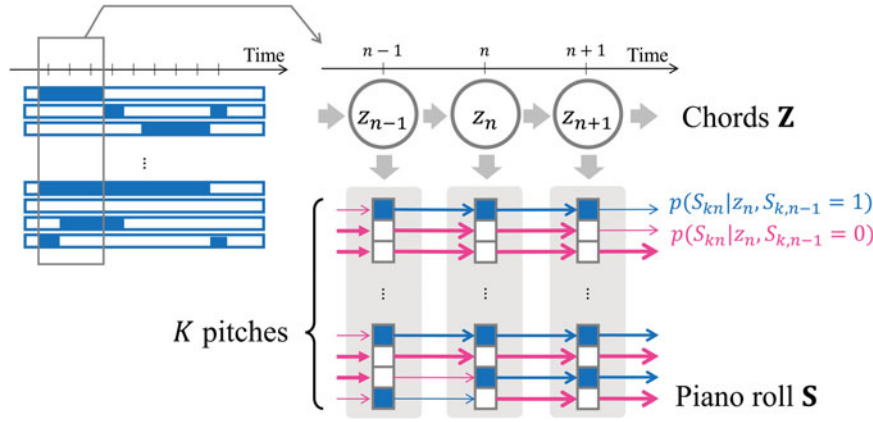 Time
n − 1
n
n + 1
Time
z_{n−1}
z_n
z_{n+1}
Chords Z
p(S_{kn}|z_n, S_{k,n−1} = 1)
p(S_{kn}|z_n, S_{k,n−1} = 0)
...
...
...
...
K pitches
Piano roll S